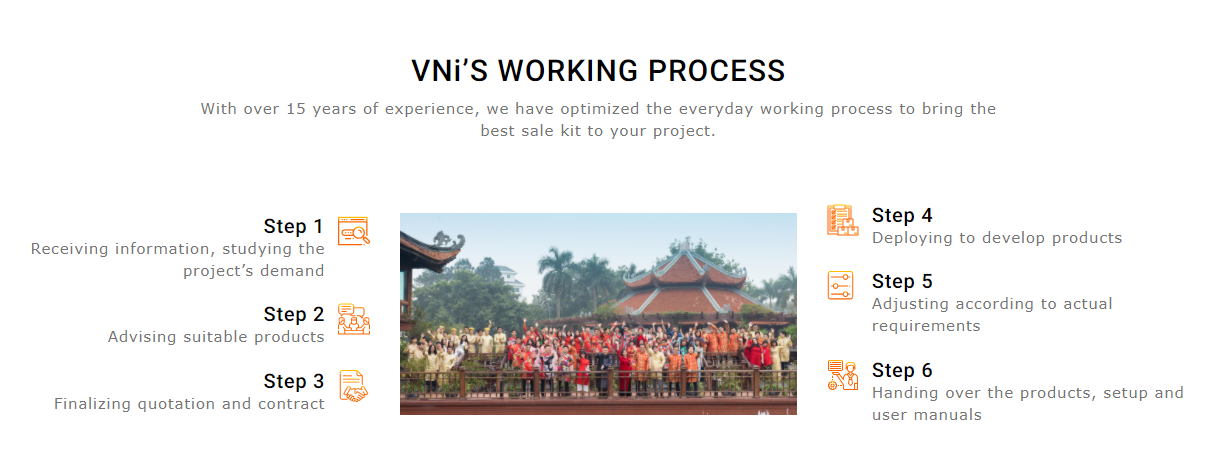 VNi’S WORKING PROCESS
With over 15 years of experience, we have optimized the everyday working process to bring the
best sale kit to your project.
Step 1
Receiving information, studying the
project’s demand
Step 2
Advising suitable products
Step 3
Finalizing quotation and contract
Step 4
Deploying to develop products
Step 5
Adjusting according to actual
requirements
Step 6
Handing over the products, setup and
user manuals